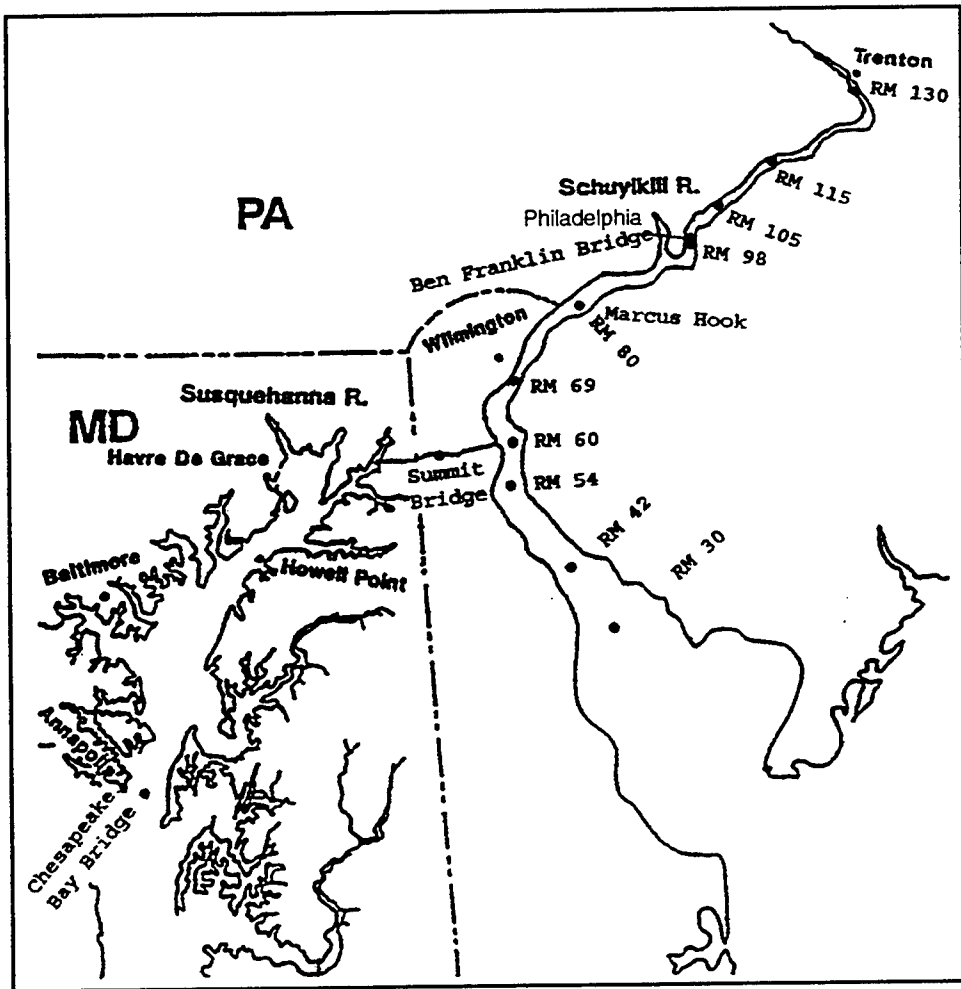 Trenton
RM 130
RM 115
Schuylkill R.
PA
Philadelphia
RM 105
Ben Franklin Bridge
RM 98
Marcus Hook
Wilmington
RM 80
RM 69
Susquehanna R.
MD
Havre De Grace
RM 60
Summit
Bridge
RM 54
RM 42
RM 30
Baltimore
Howell Point
Annapolis
Chesapeake
Bay Bridge